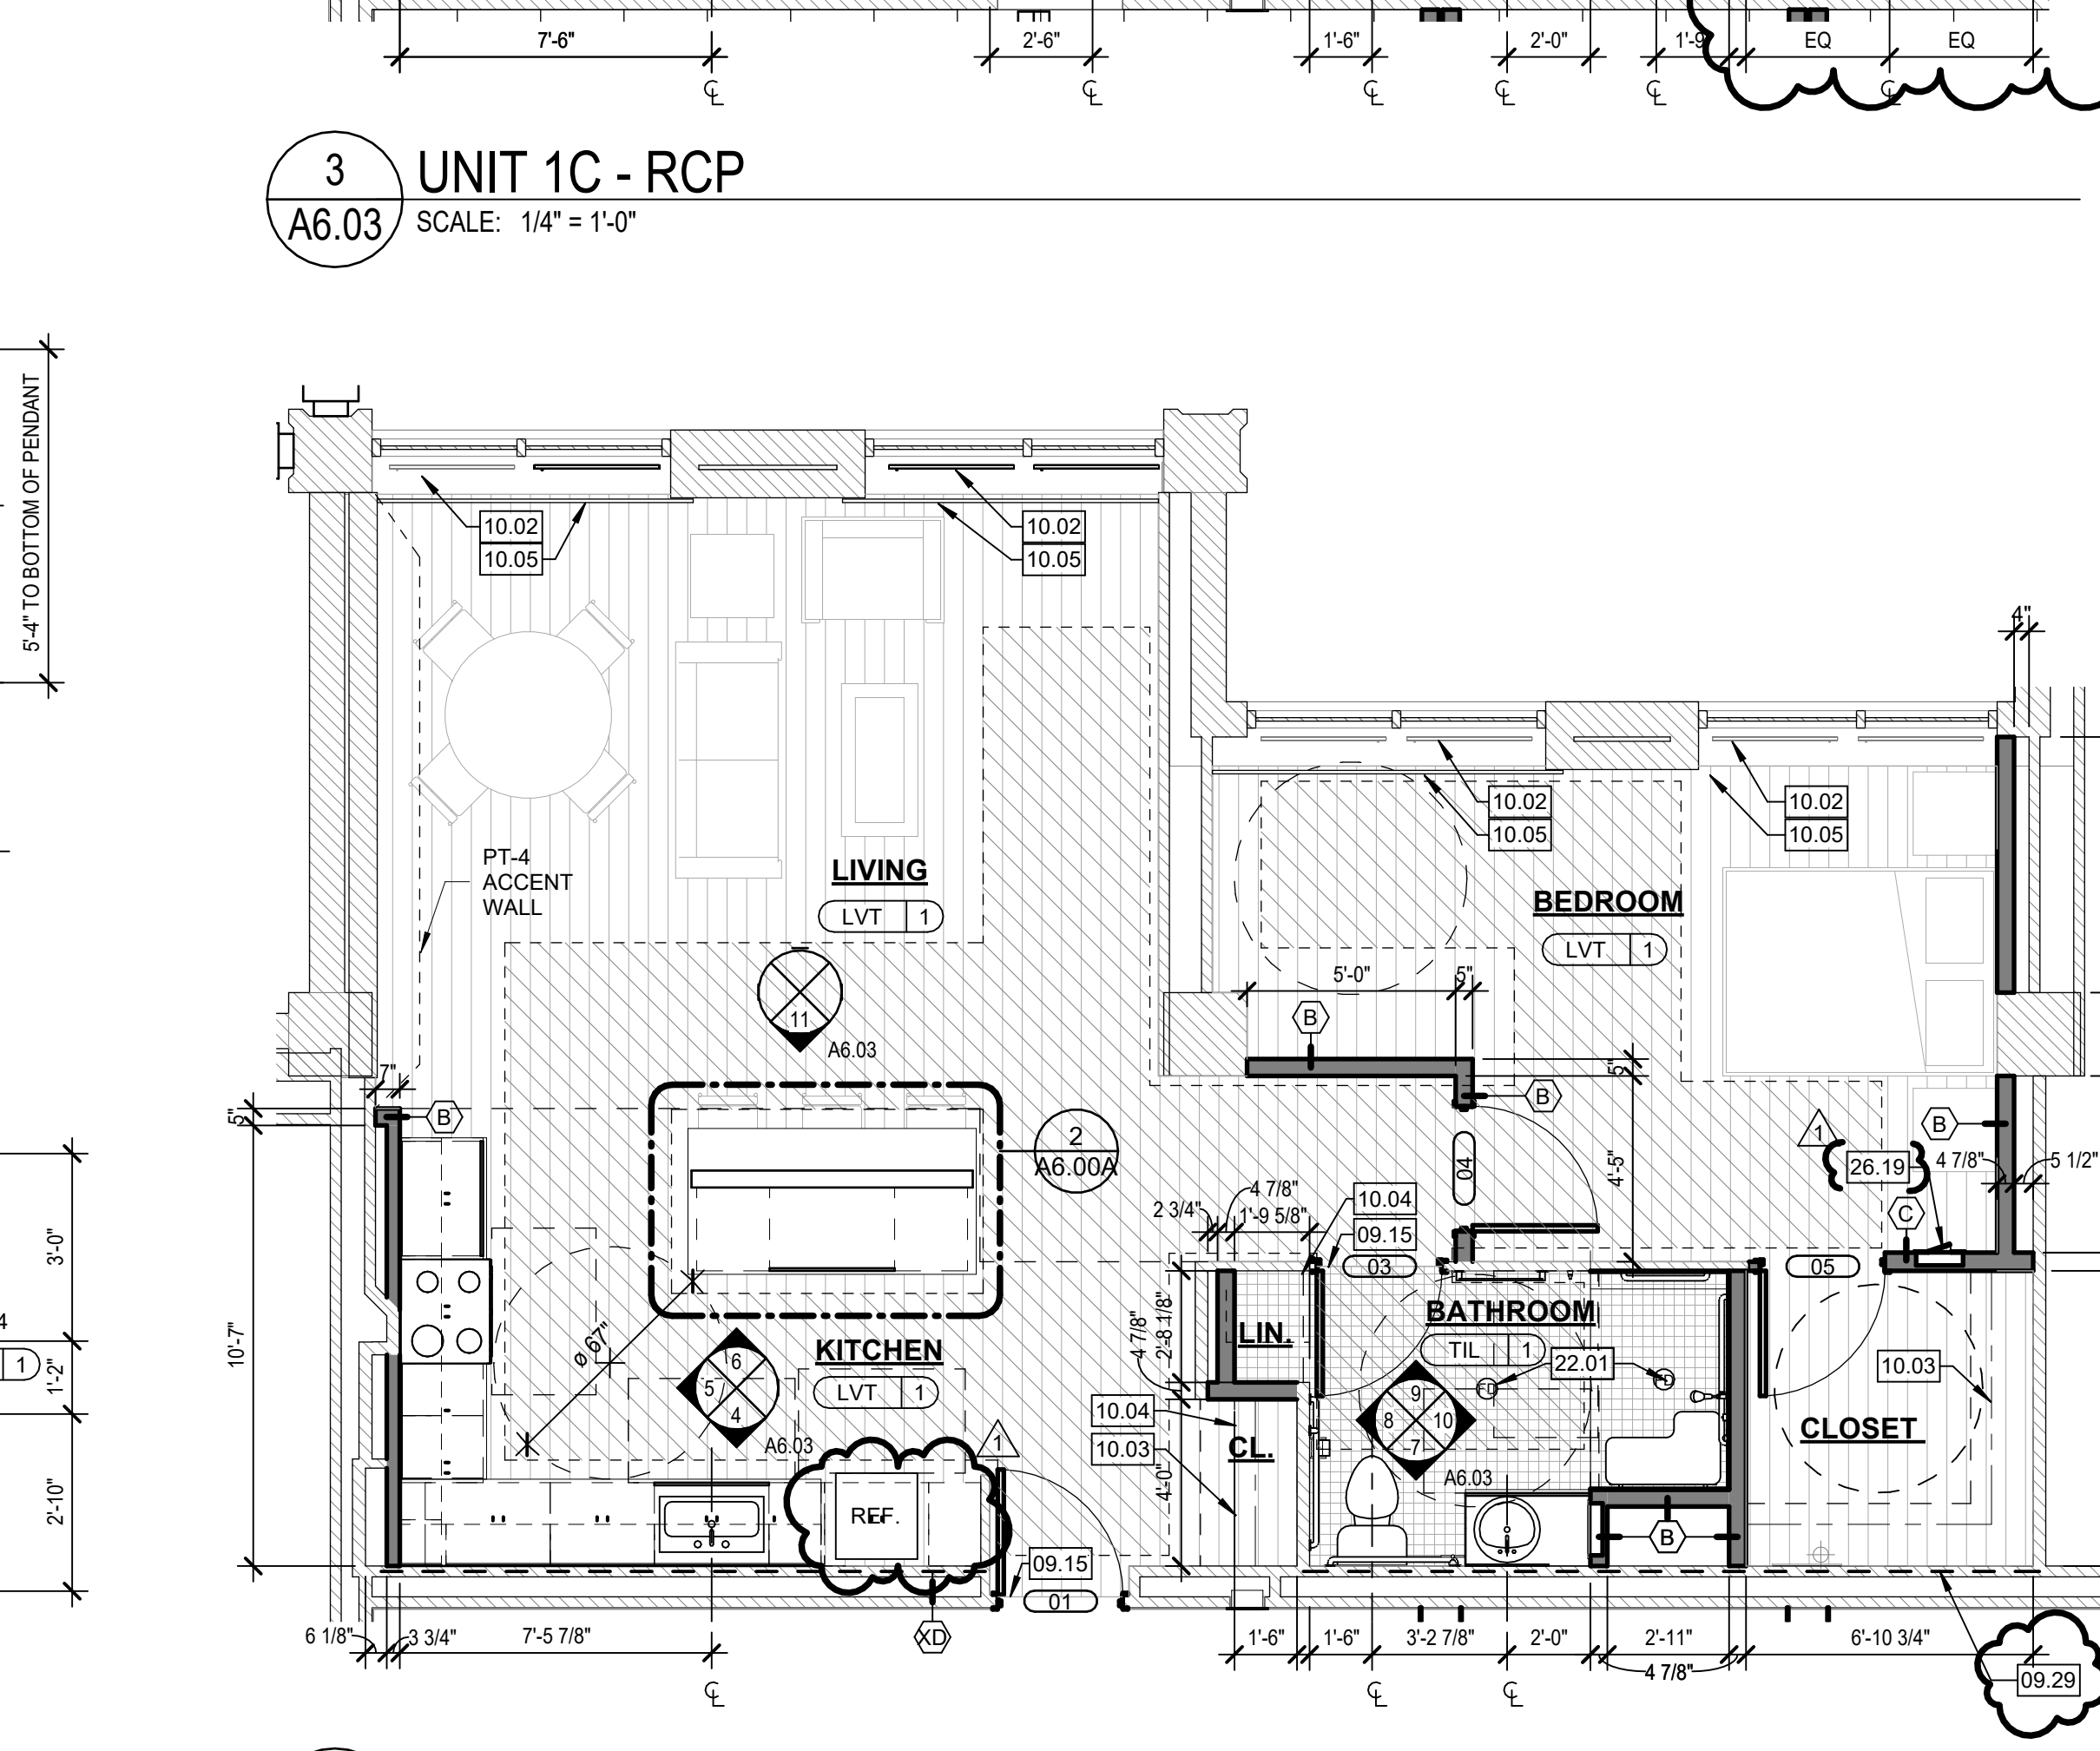 7'-6"
2'-6"
1'-6"
2'-0"
1'-9
EQ
EQ
3
A6.03
UNIT 1C - RCP
SCALE: 1/4" = 1'-0"
5'-4" TO BOTTOM OF PENDANT
10.02
10.05
10.02
10.05
4"
10.02
10.05
10.02
10.05
PT-4
ACCENT
WALL
LIVING
LVT 1
BEDROOM
LVT 1
5'-0"
5"
11
A6.03
B
7"
5"
B
B
5"
2
A6.00A
04
4'-5"
1
B
26.19
4 7/8"
5 1/2"
C
10.04
09.15
03
4 7/8"
2 3/4"
1'-9 5/8"
05
3'-0"
10'-7"
1'-2"
2'-10"
4
1
ø 67"
KITCHEN
LVT 1
6
5
4
A6.03
4 7/8"
2'-8 1/8"
LIN.
BATHROOM
TIL 1
22.01
FD
FD
9
8
10
7
A6.03
10.03
CLOSET
10.04
10.03
CL.
4'-0"
1
REF.
B
09.15
01
XD
6 1/8"
3 3/4"
7'-5 7/8"
1'-6"
1'-6"
3'-2 7/8"
2'-0"
2'-11"
4 7/8"
6'-10 3/4"
09.29